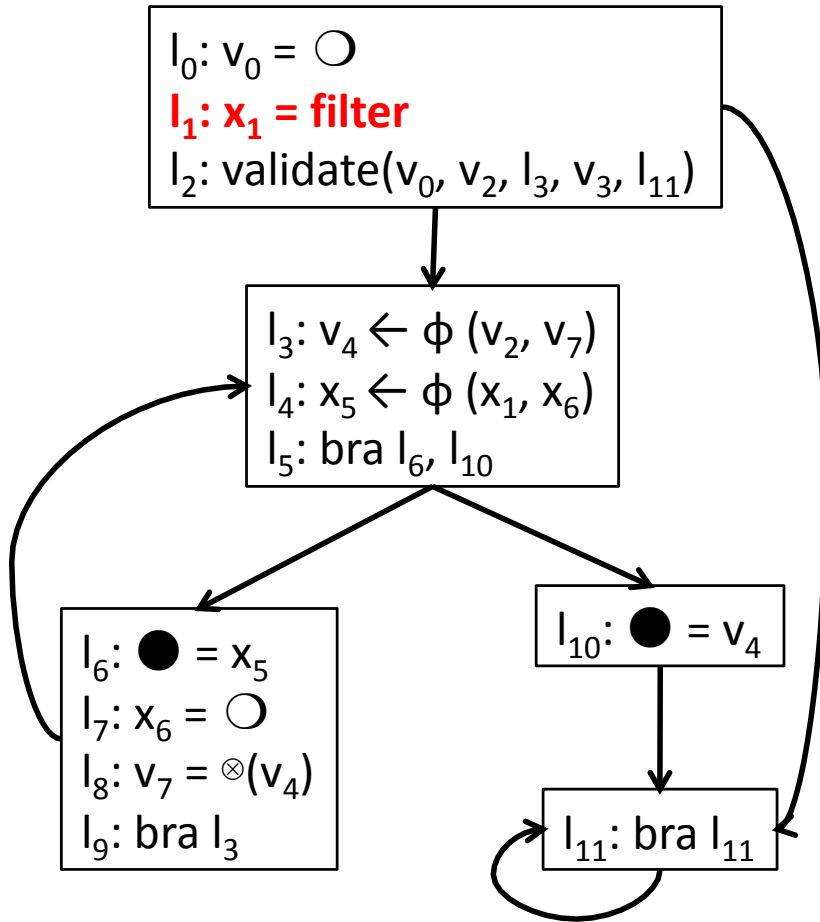 l₀: v₀ = ❍
l₁: x₁ = filter
l₂: validate(v₀, v₂, l₃, v₃, l₁₁)
l₃: v₄ ← ϕ (v₂, v₇)
l₄: x₅ ← ϕ (x₁, x₆)
l₅: bra l₆, l₁₀
l₆: ● = x₅
l₇: x₆ = ❍
l₈: v₇ = ⊗(v₄)
l₉: bra l₃
l₁₀: ● = v₄
l₁₁: bra l₁₁